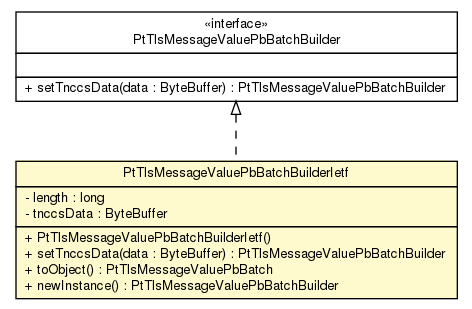 «interface»
PtTlsMessageValuePbBatchBuilder
+ setTnccsData(data : ByteBuffer) : PtTlsMessageValuePbBatchBuilder
PtTlsMessageValuePbBatchBuilderIetf
- length : long
- tnccsData : ByteBuffer
+ PtTlsMessageValuePbBatchBuilderIetf()
+ setTnccsData(data : ByteBuffer) : PtTlsMessageValuePbBatchBuilder
+ toObject() : PtTlsMessageValuePbBatch
+ newInstance() : PtTlsMessageValuePbBatchBuilder